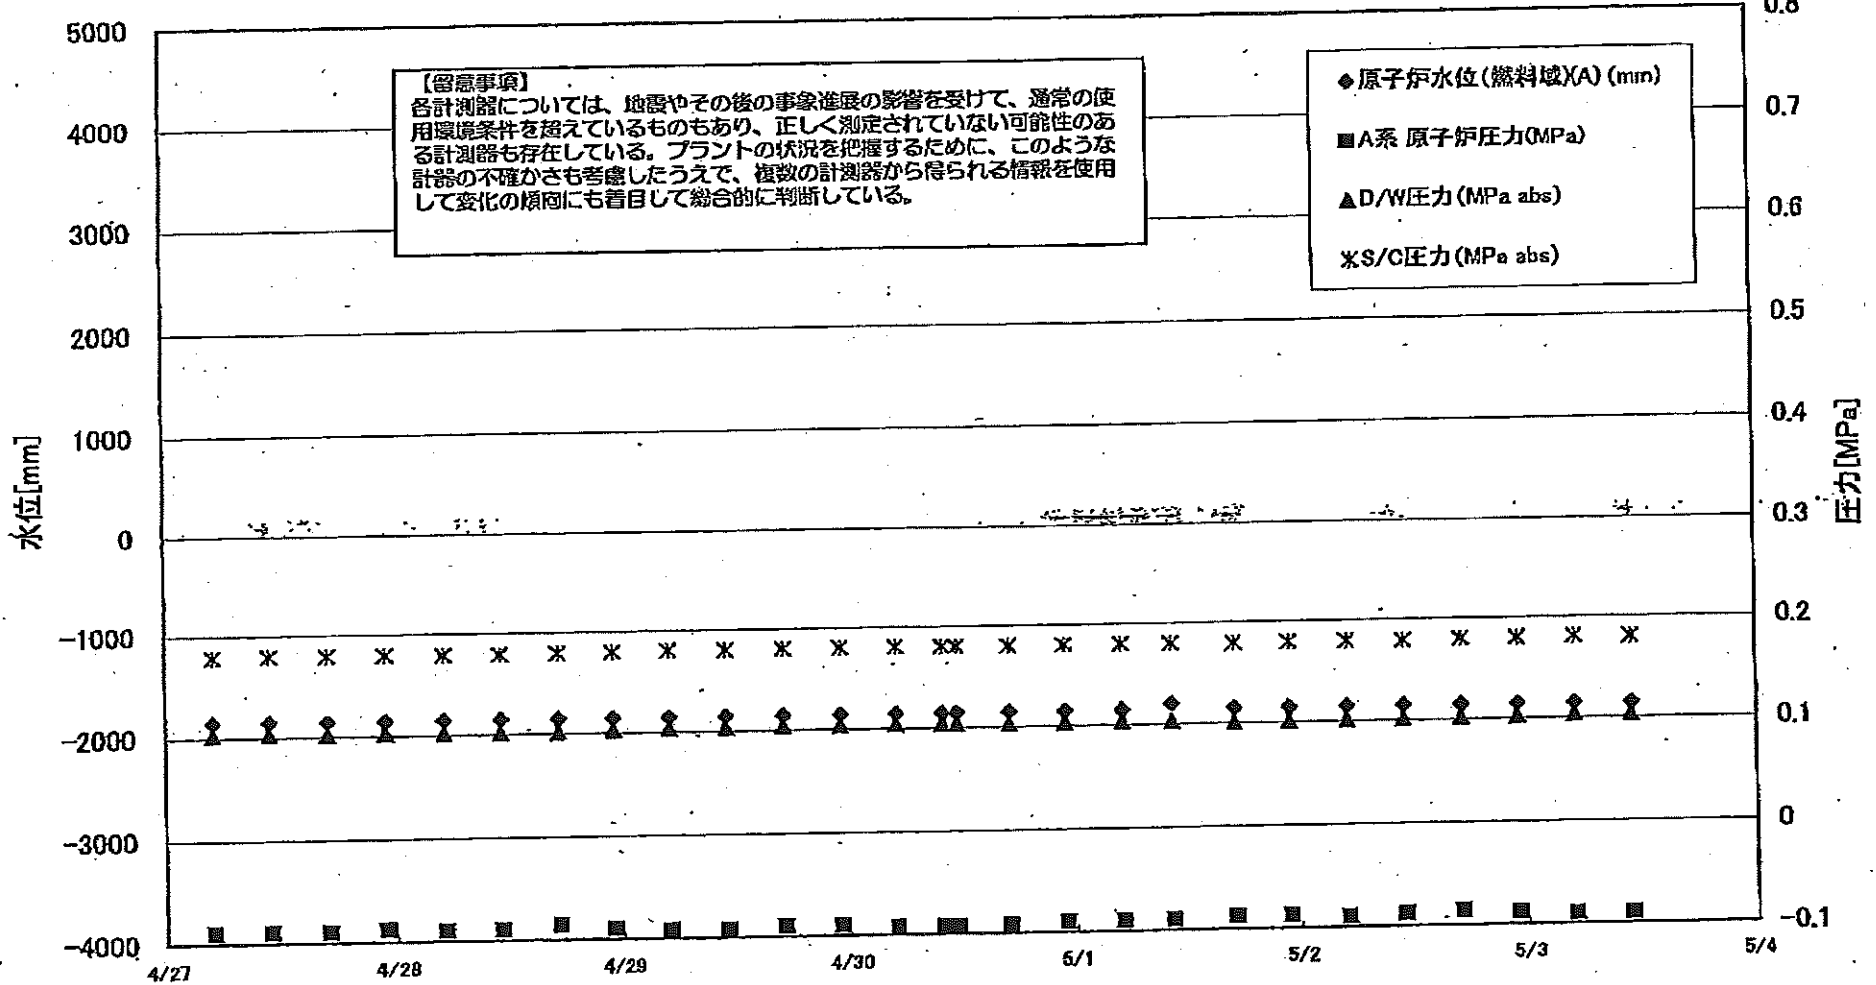 【留意事項】
各計測器については、地震やその後の事象進展の影響を受けて、通常の使
用環境条件を超えているものもあり、正しく測定されていない可能性のあ
る計測器も存在している。プラントの状況を把握するために、このような
計器の不確かさも考慮したうえで、複数の計測器から得られる情報を使用
して変化の傾向にも着目して総合的に判断している。
◆原子炉水位(燃料域)(A) (mm)
■A系 原子炉圧力(MPa)
▲D/W圧力(MPa abs)
S/C圧力(MPa abs)
水位[mm]
5000
4000
3000
2000
1000
0
-1000
-2000
-3000
-4000
圧力[MPa]
0.8
0.7
0.6
0.5
0.4
0.3
0.2
0.1
0
-0.1
4/27
4/28
4/29
4/30
5/1
5/2
5/3
5/4